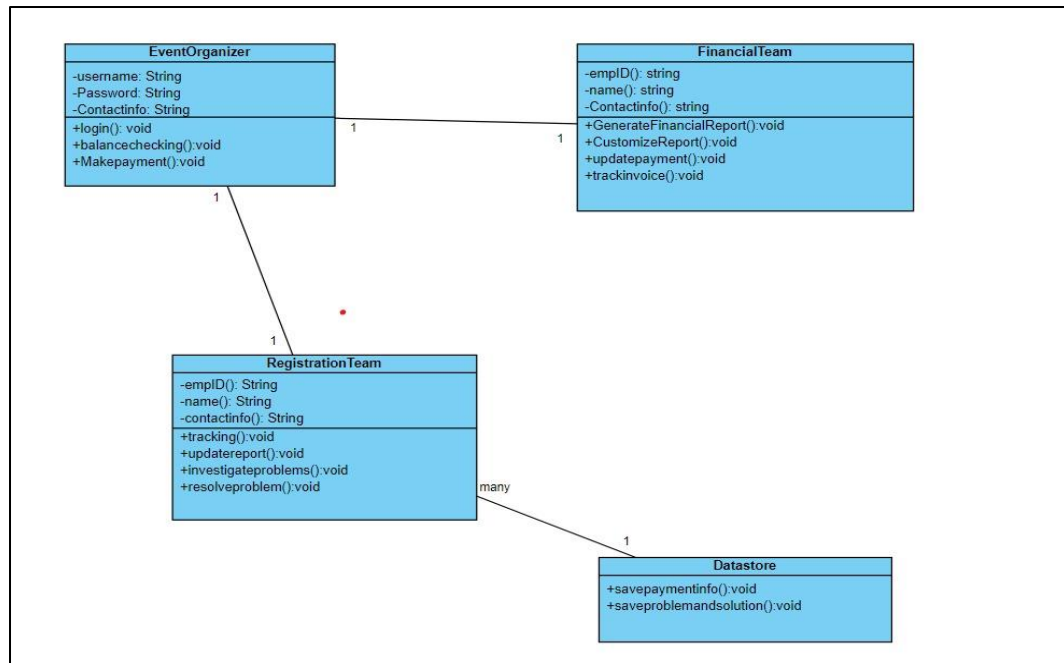 EventOrganizer
-username: String
-Password: String
-Contactinfo: String
+login(): void
+balancechecking():void
+Makepayment():void
FinancialTeam
-empID(): string
-name(): string
-Contactinfo(): string
+GenerateFinancialReport():void
+CustomizeReport():void
+updatepayment():void
+trackinvoice():void
1
1
1
1
RegistrationTeam
-empID(): String
-name(): String
-contactinfo(): String
+tracking():void
+updatereport():void
+investigateproblems():void
+resolveproblem():void
many
1
Datastore
+savepaymentinfo():void
+saveproblemandsolution():void